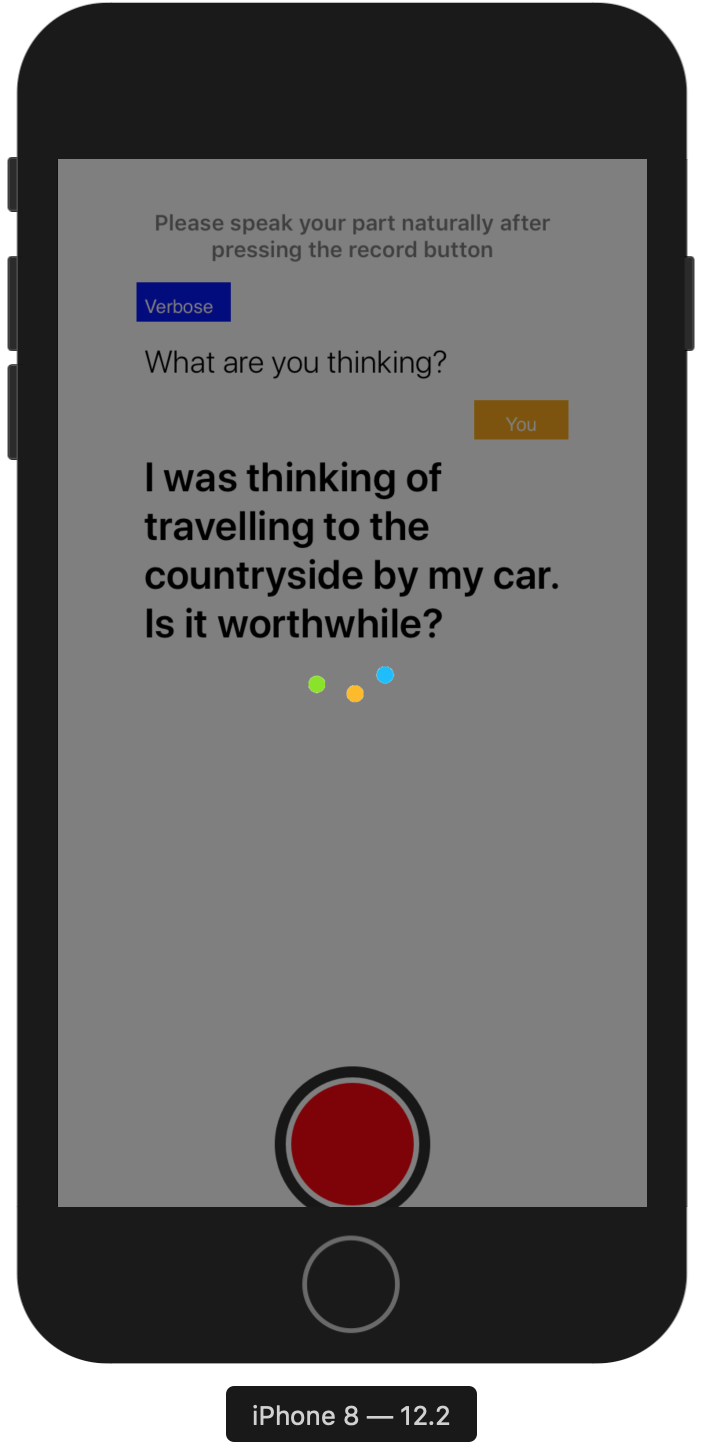 Please speak your part naturally after
pressing the record button
Verbose
What are you thinking?
You
I was thinking of
travelling to the
countryside by my car.
Is it worthwhile?
iPhone 8 — 12.2